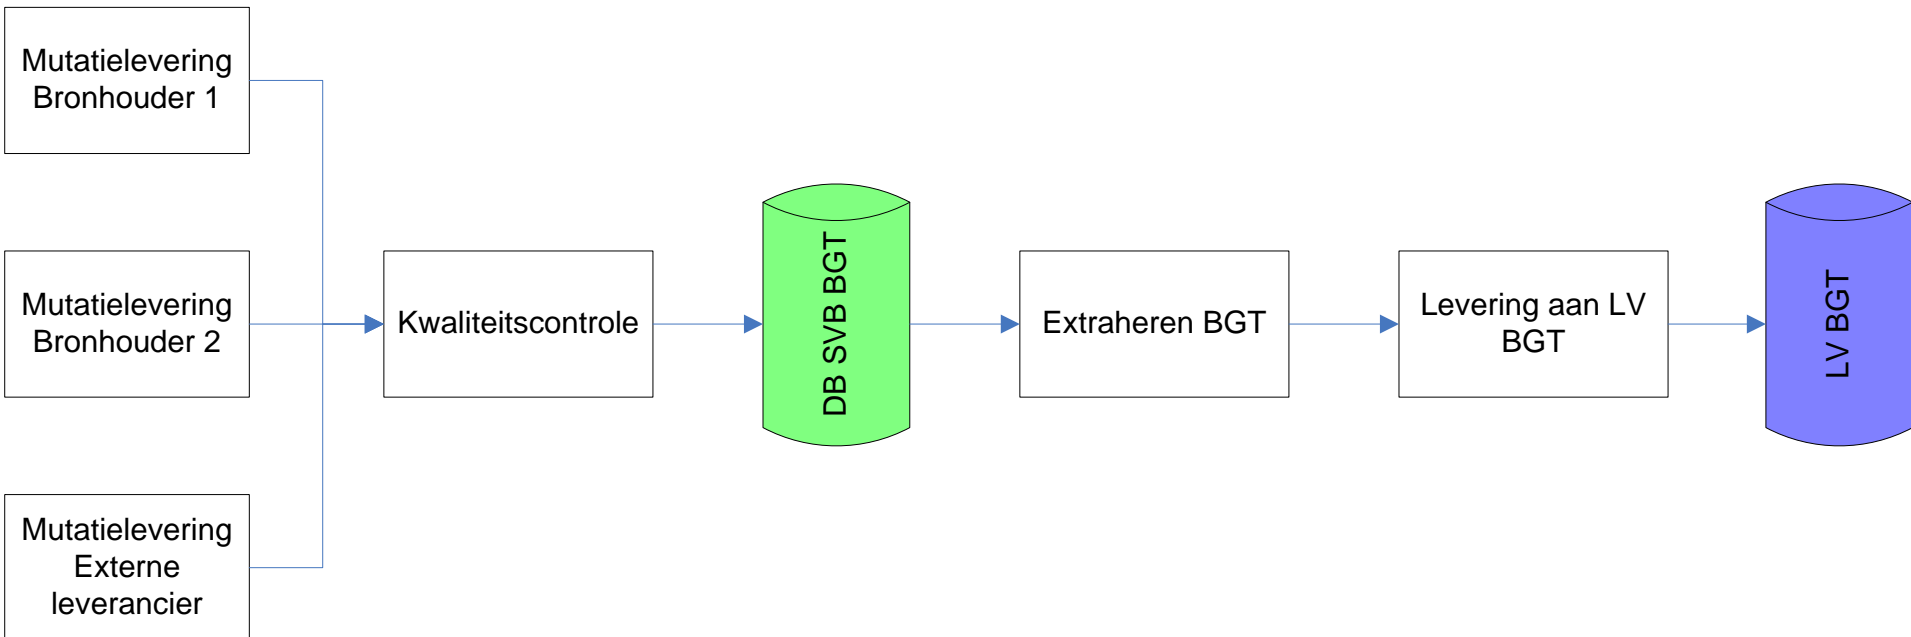 Mutatielevering
Bronhouder 1
Mutatielevering
Bronhouder 2
Mutatielevering
Externe
leverancier
Kwaliteitscontrole
DB SVB BGT
Extraheren BGT
Levering aan LV
BGT
LV BGT